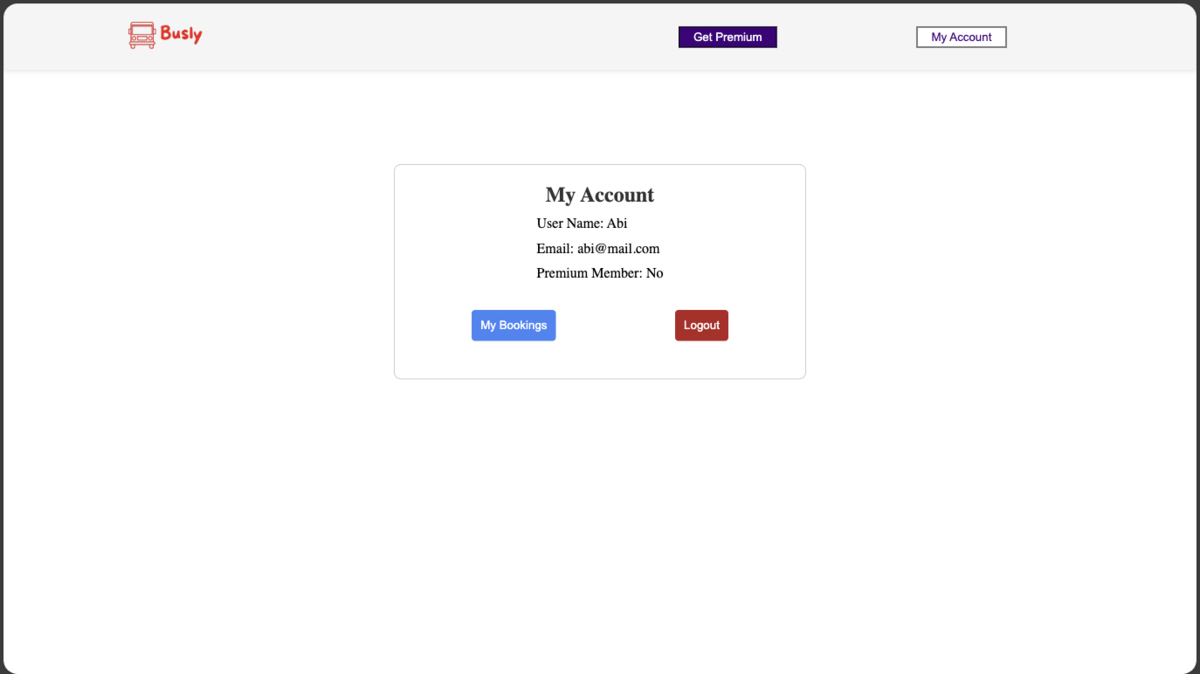 Busly
Get Premium
My Account
My Account
User Name: Abi
Email: abi@mail.com
Premium Member: No
My Bookings
Logout